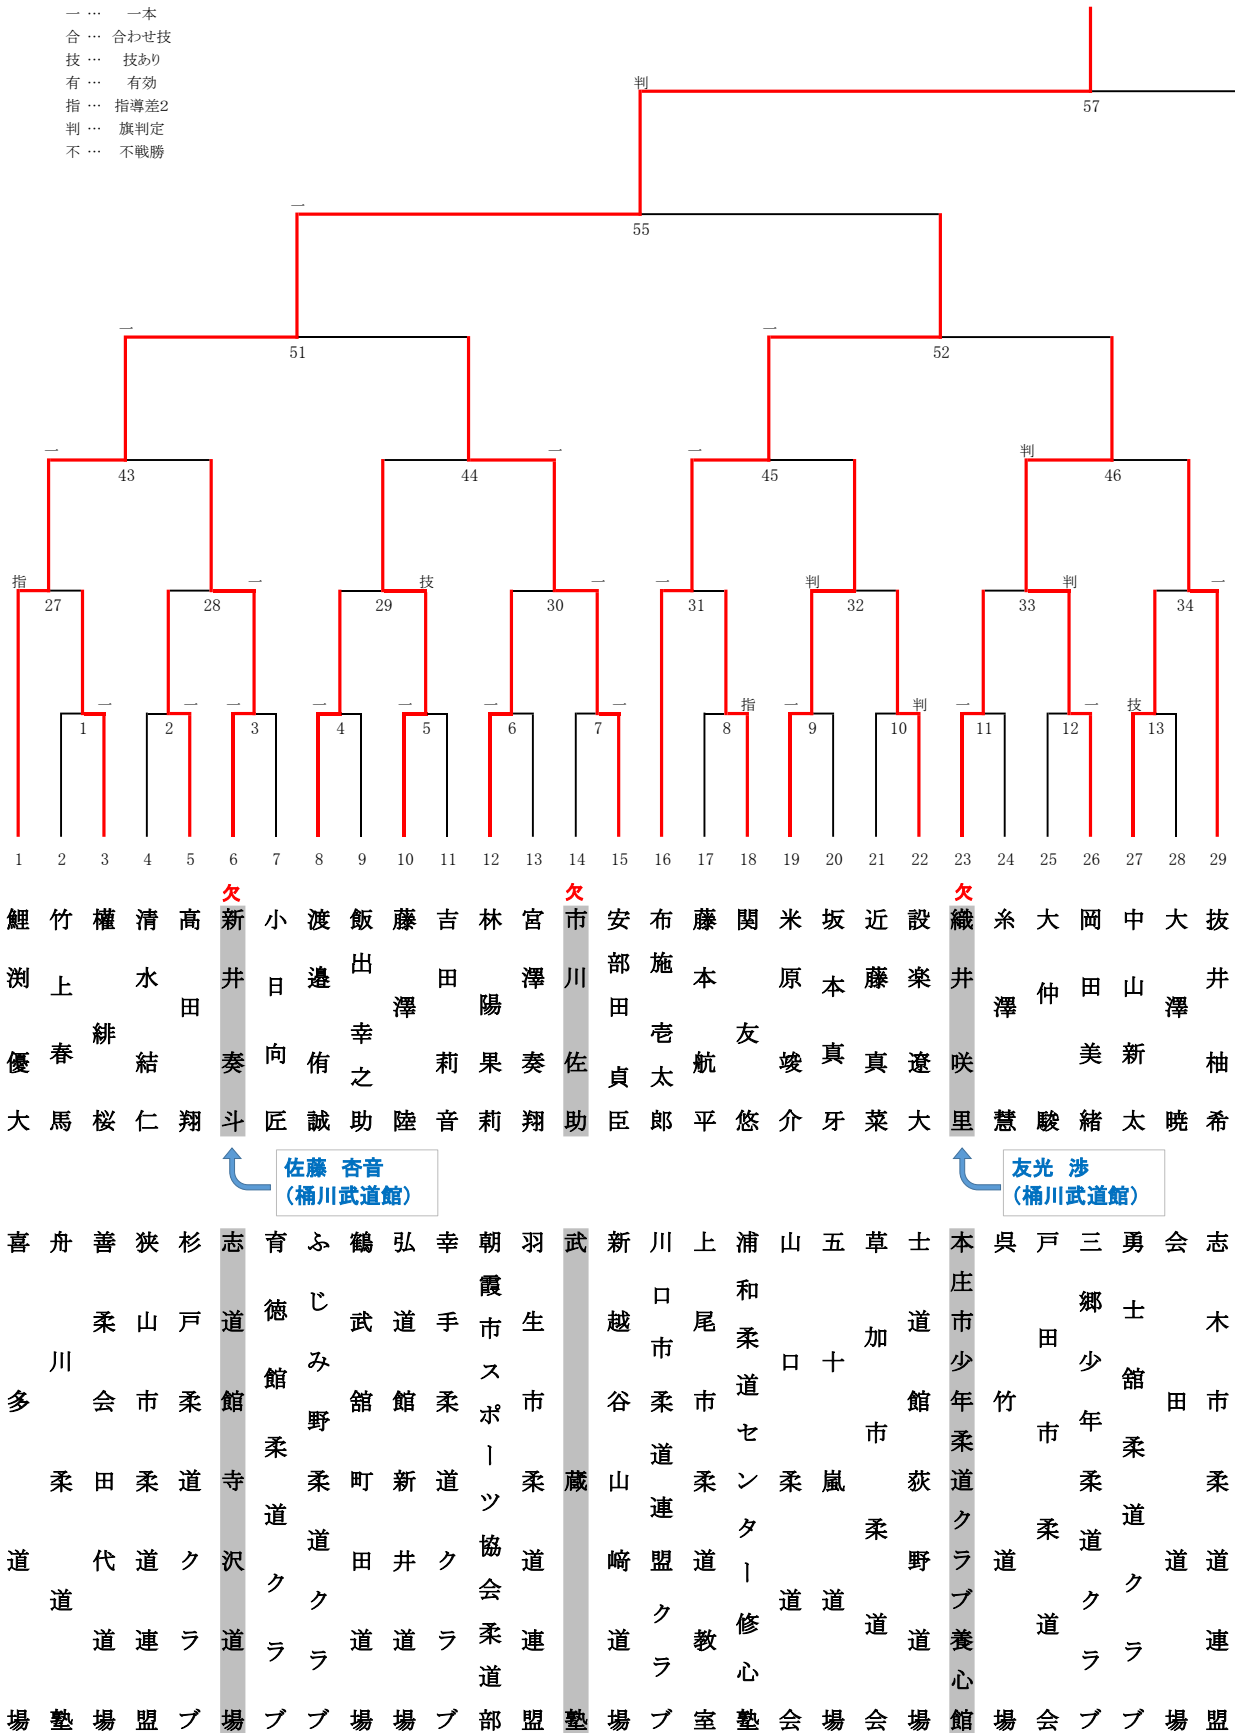 一 … 一本
合 … 合わせ技
技 … 技あり
有 … 有効
指 … 指導差2
判 … 旗判定
不 … 不戦勝
判
57
一
55
一
51
一
52
一
43
一
44
一
45
判
46
指
27
一
28
技
29
一
30
一
31
判
32
判
33
一
34
一
1
一
2
一
3
一
4
一
5
一
6
一
7
指
8
一
9
判
10
一
11
一
12
技
13
1 2 3 4 5 6 7 8 9 10 11 12 13 14 15 16 17 18 19 20 21 22 23 24 25 26 27 28 29
欠 欠 欠
鯉渕優大
竹上春馬
權緋桜
清水結仁
高田翔
新井奏斗
小日向匠
渡邉侑誠
飯出幸之助
藤澤陸
吉田莉音
林陽果莉
宮澤奏翔
市川佐助
安部田貞臣
布施壱太郎
藤本航平
関友悠
米原竣介
坂本真牙
近藤真菜
設楽遼大
織井咲里
糸澤慧
大仲駿
岡田美緒
中山新太
大澤暁
抜井柚希
佐藤 杏音
(桶川武道館)
友光 渉
(桶川武道館)
喜多道場
舟川柔道塾
善柔会田代道場
狭山市柔道連盟
杉戸柔道クラブ
志道館寺沢道場
育徳館柔道クラブ
ふじみ野柔道クラブ
鶴武舘町田道場
弘道館新井道場
幸手柔道クラブ
朝霞市スポーツ協会柔道部
羽生市柔道連盟
武蔵塾
新越谷山﨑道場
川口市柔道連盟クラブ
上尾市柔道教室
浦和柔道センター修心塾
山口柔道会
五十嵐道場
草加市柔道会
士道館荻野道場
本庄市少年柔道クラブ養心館
呉竹道場
戸田市柔道会
三郷少年柔道クラブ
勇士舘柔道クラブ
会田道場
志木市柔道連盟